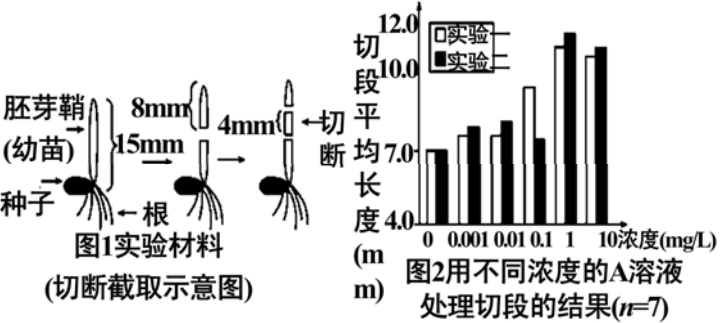 胚芽鞘
(幼苗)
种子
根
15mm
8mm
4mm
切断
图1实验材料
(切断截取示意图)
切段平均长度(mm)
12.0
10.0
7.0
4.0
实验一
实验二
0 0.001 0.01 0.1 1 10浓度(mg/L)
图2用不同浓度的A溶液
处理切段的结果(n=7)